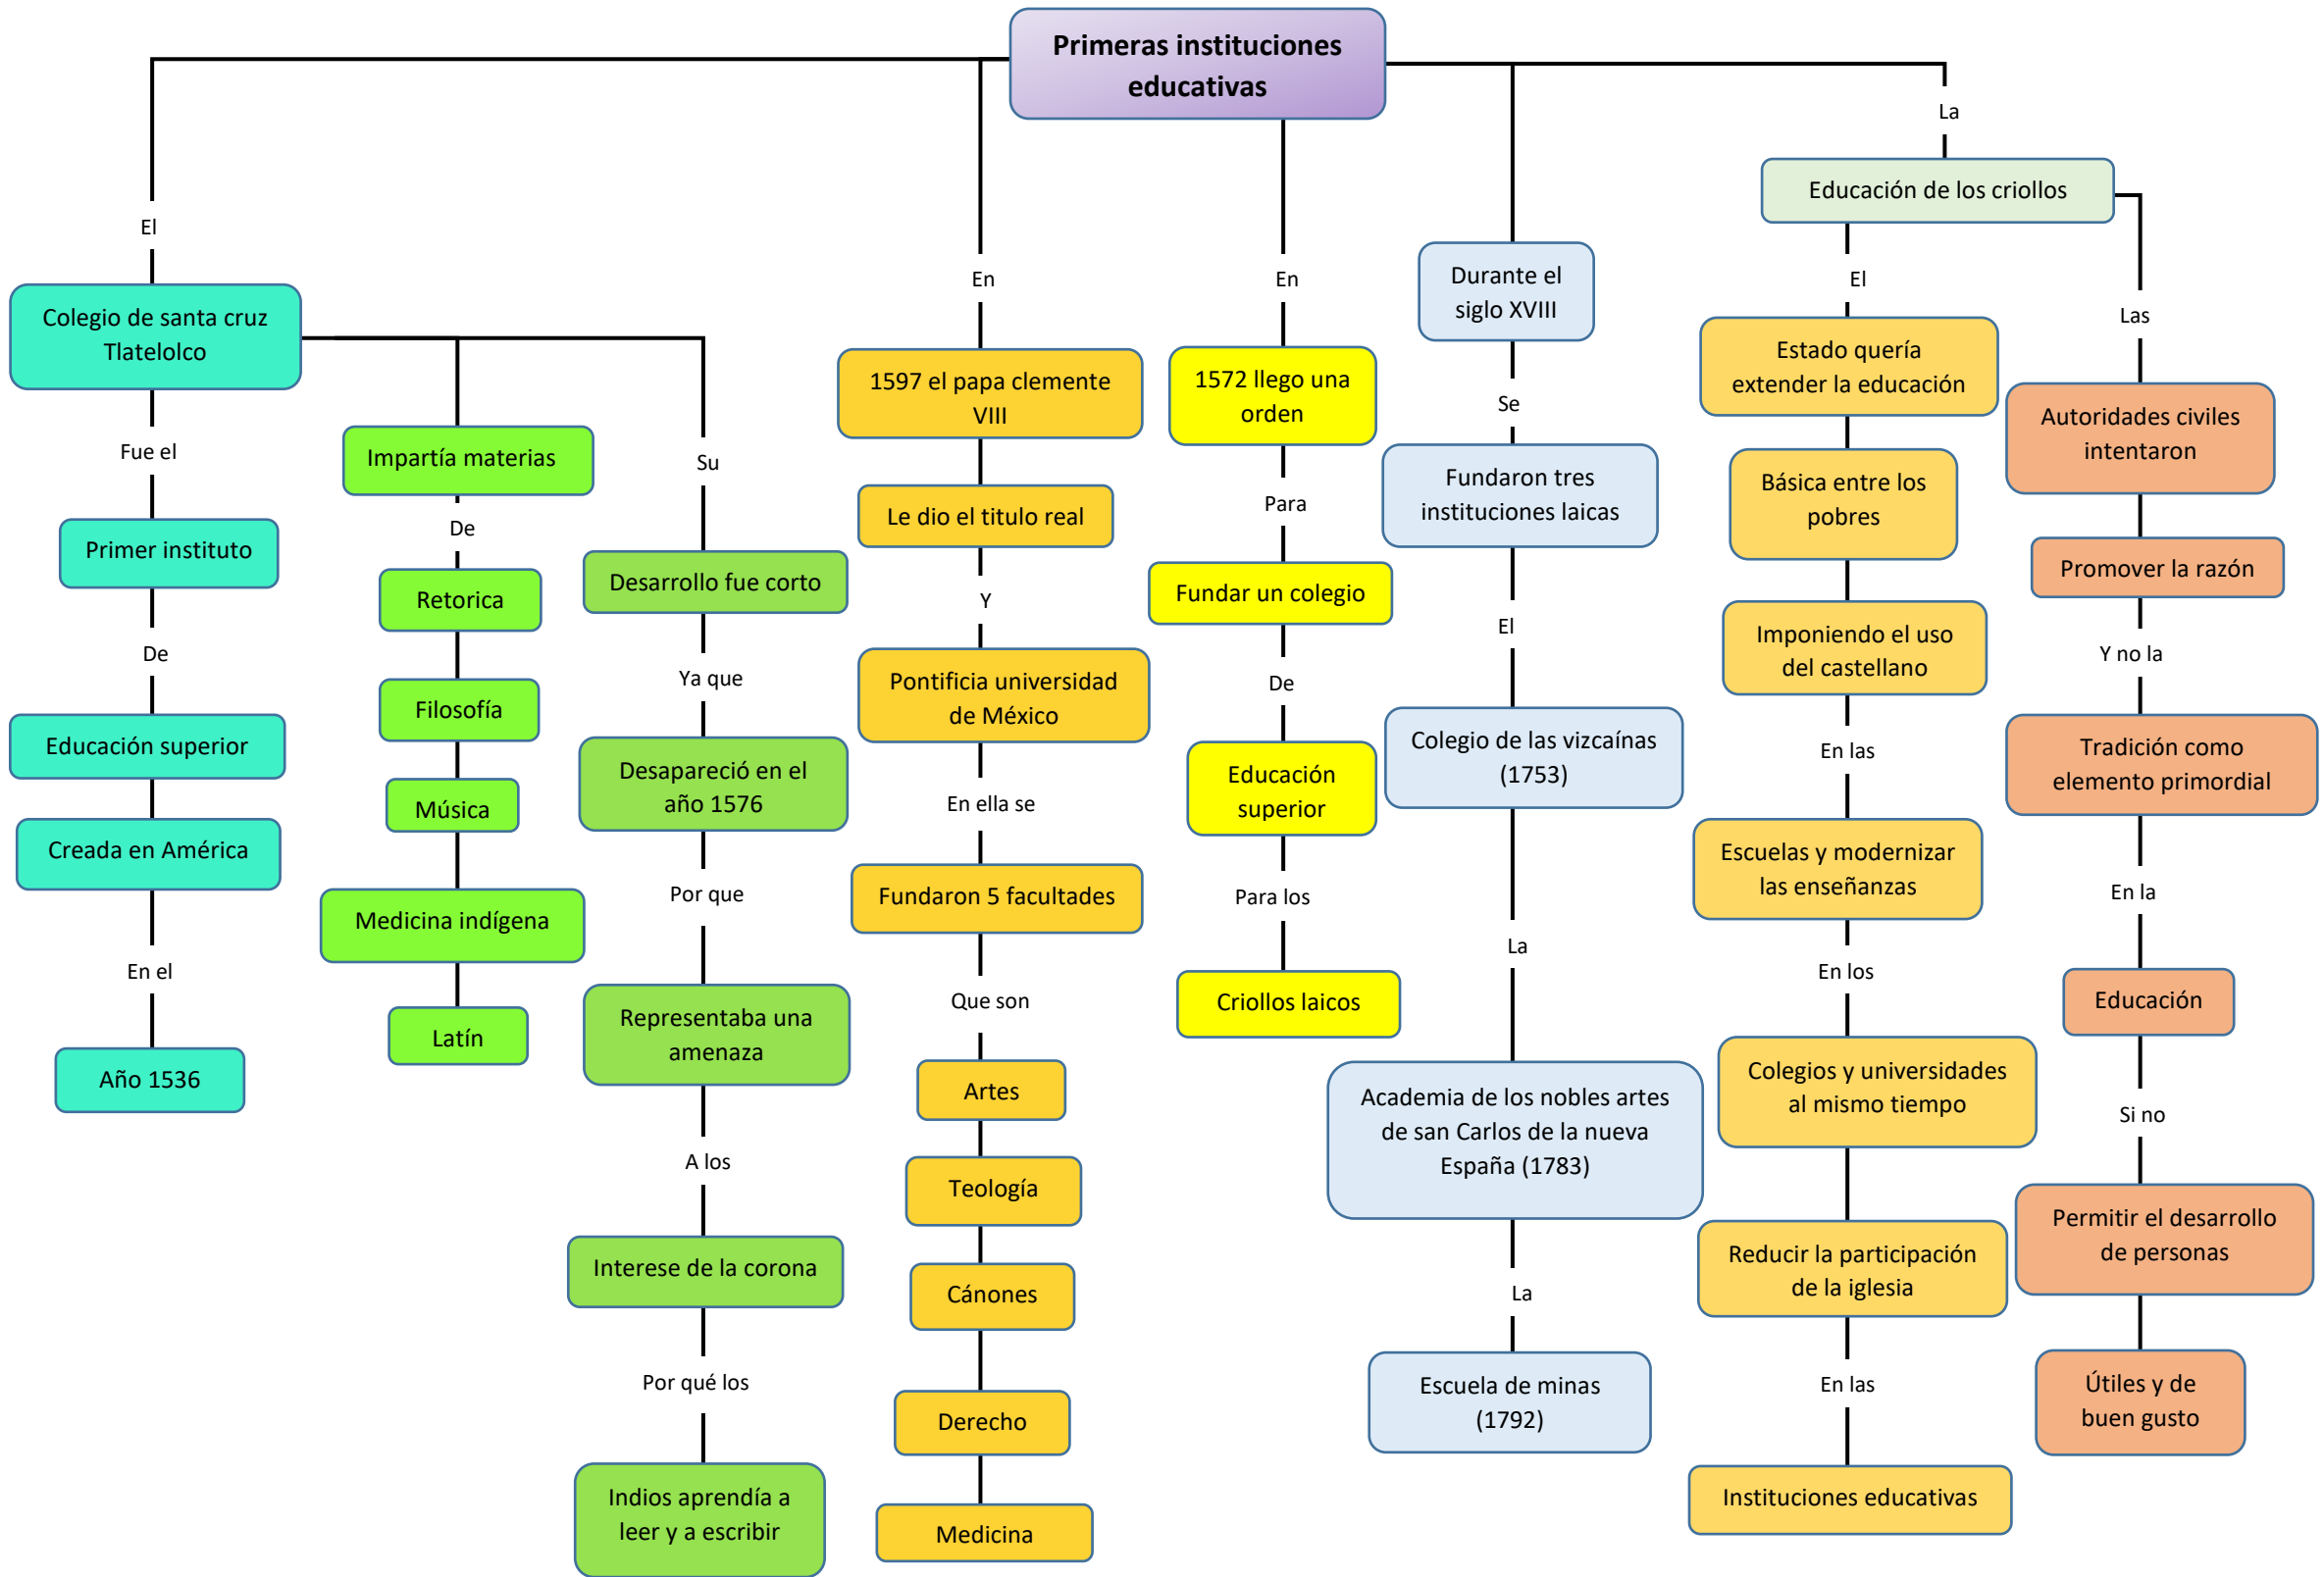 Primeras instituciones
educativas
El
Colegio de santa cruz
Tlatelolco
Fue el
Primer instituto
De
Educación superior
Creada en América
En el
Año 1536
Impartía materias
De
Retorica
Filosofía
Música
Medicina indígena
Latín
Su
Desarrollo fue corto
Ya que
Desapareció en el
año 1576
Por que
Representaba una
amenaza
A los
Interese de la corona
Por qué los
Indios aprendía a
leer y a escribir
En
1597 el papa clemente
VIII
Le dio el titulo real
Y
Pontificia universidad
de México
En ella se
Fundaron 5 facultades
Que son
Artes
Teología
Cánones
Derecho
Medicina
En
1572 llego una
orden
Para
Fundar un colegio
De
Educación
superior
Para los
Criollos laicos
Durante el
siglo XVIII
Se
Fundaron tres
instituciones laicas
El
Colegio de las vizcaínas
(1753)
La
Academia de los nobles artes
de san Carlos de la nueva
España (1783)
La
Escuela de minas
(1792)
La
Educación de los criollos
El
Estado quería
extender la educación
Básica entre los
pobres
Imponiendo el uso
del castellano
En las
Escuelas y modernizar
las enseñanzas
En los
Colegios y universidades
al mismo tiempo
Reducir la participación
de la iglesia
En las
Instituciones educativas
Las
Autoridades civiles
intentaron
Promover la razón
Y no la
Tradición como
elemento primordial
En la
Educación
Si no
Permitir el desarrollo
de personas
Útiles y de
buen gusto